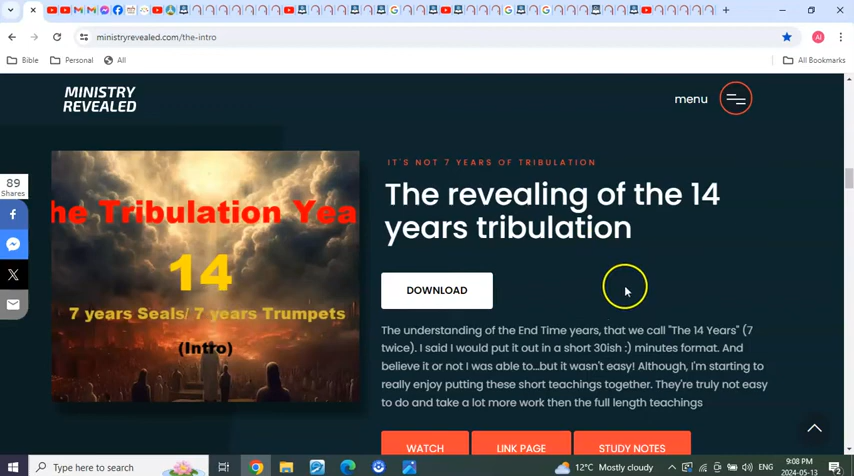 ministryrevealed.com/the-intro
Bible
Personal
All
All Bookmarks
MINISTRY
REVEALED
menu
89
Shares
he Tribulation Yea
14
7 years Seals/ 7 years Trumpets
(Intro)
IT'S NOT 7 YEARS OF TRIBULATION
The revealing of the 14
years tribulation
DOWNLOAD
The understanding of the End Time years, that we call "The 14 Years" (7
twice). I said I would put it out in a short 30ish :) minutes format. And
believe it or not I was able to...but it wasn't easy! Although, I'm starting to
really enjoy putting these short teachings together. They're truly not easy
to do and take a lot more work then the full length teachings
WATCH
LINK PAGE
STUDY NOTES
Type here to search
12°C Mostly cloudy
ENG
9:08 PM
2024-05-13